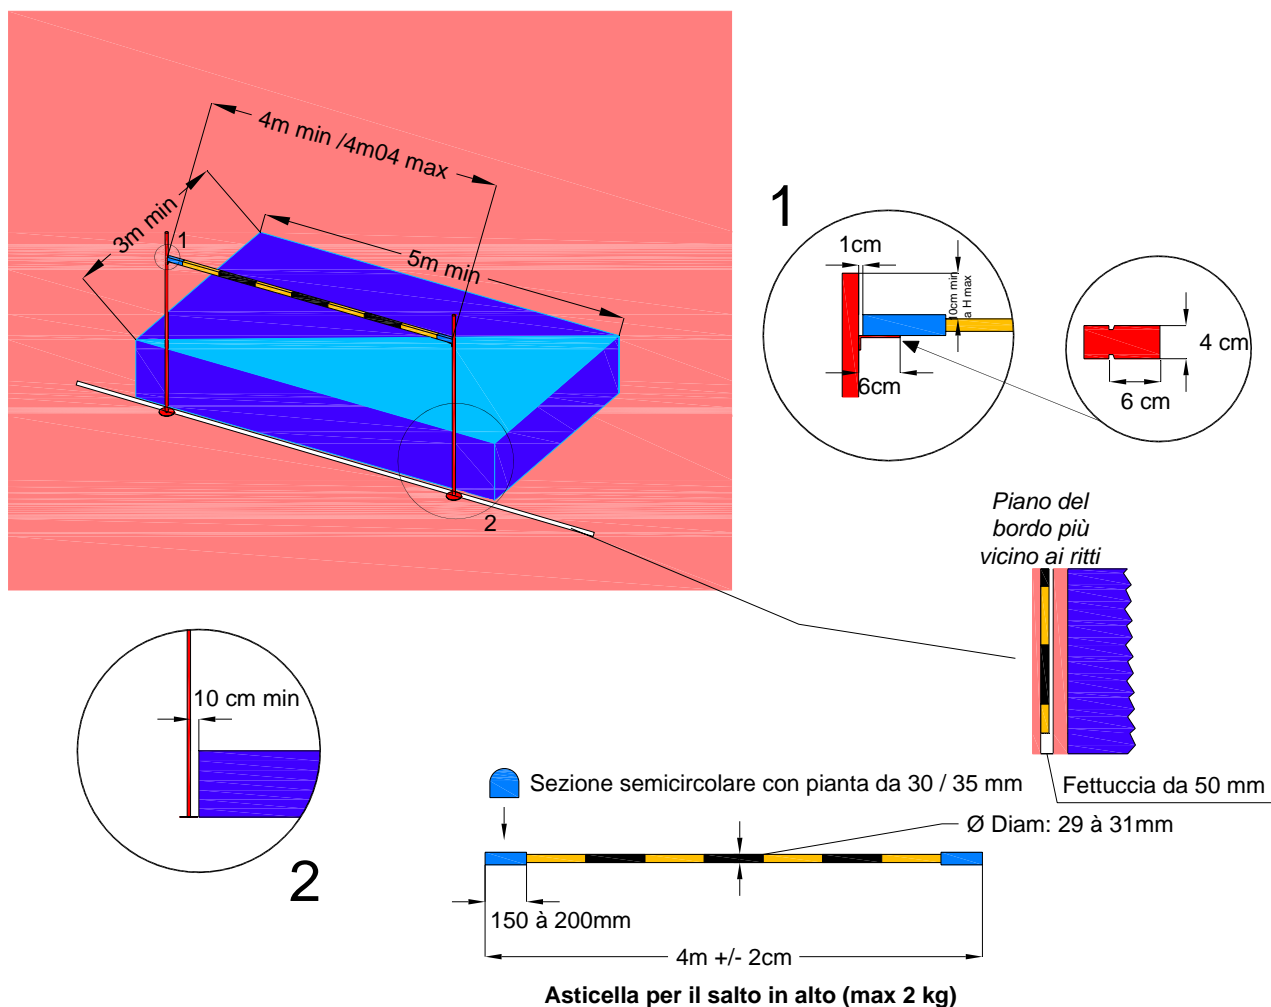 4m min /4m04 max
3m min
1
5m min
2
1
1cm
10cm min
a H max
6cm
4 cm
6 cm
Piano del
bordo più
vicino ai ritti
10 cm min
2
Fettuccia da 50 mm
Sezione semicircolare con pianta da 30 / 35 mm
Ø Diam: 29 à 31mm
150 à 200mm
4m +/- 2cm
Asticella per il salto in alto (max 2 kg)